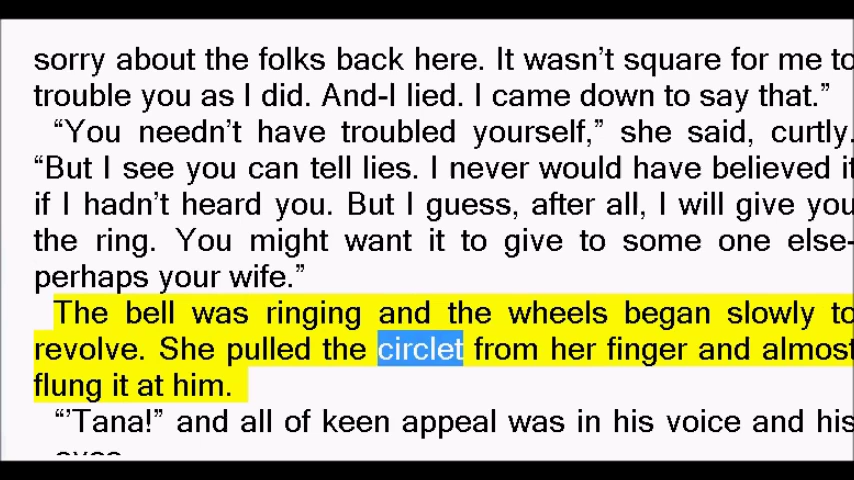 sorry about the folks back here. It wasn’t square for me to
trouble you as I did. And-I lied. I came down to say that.”
“You needn’t have troubled yourself,” she said, curtly.
“But I see you can tell lies. I never would have believed it
if I hadn’t heard you. But I guess, after all, I will give you
the ring. You might want it to give to some one else-
perhaps your wife.”
The bell was ringing and the wheels began slowly to
revolve. She pulled the circlet from her finger and almost
flung it at him.
“’Tana!” and all of keen appeal was in his voice and his